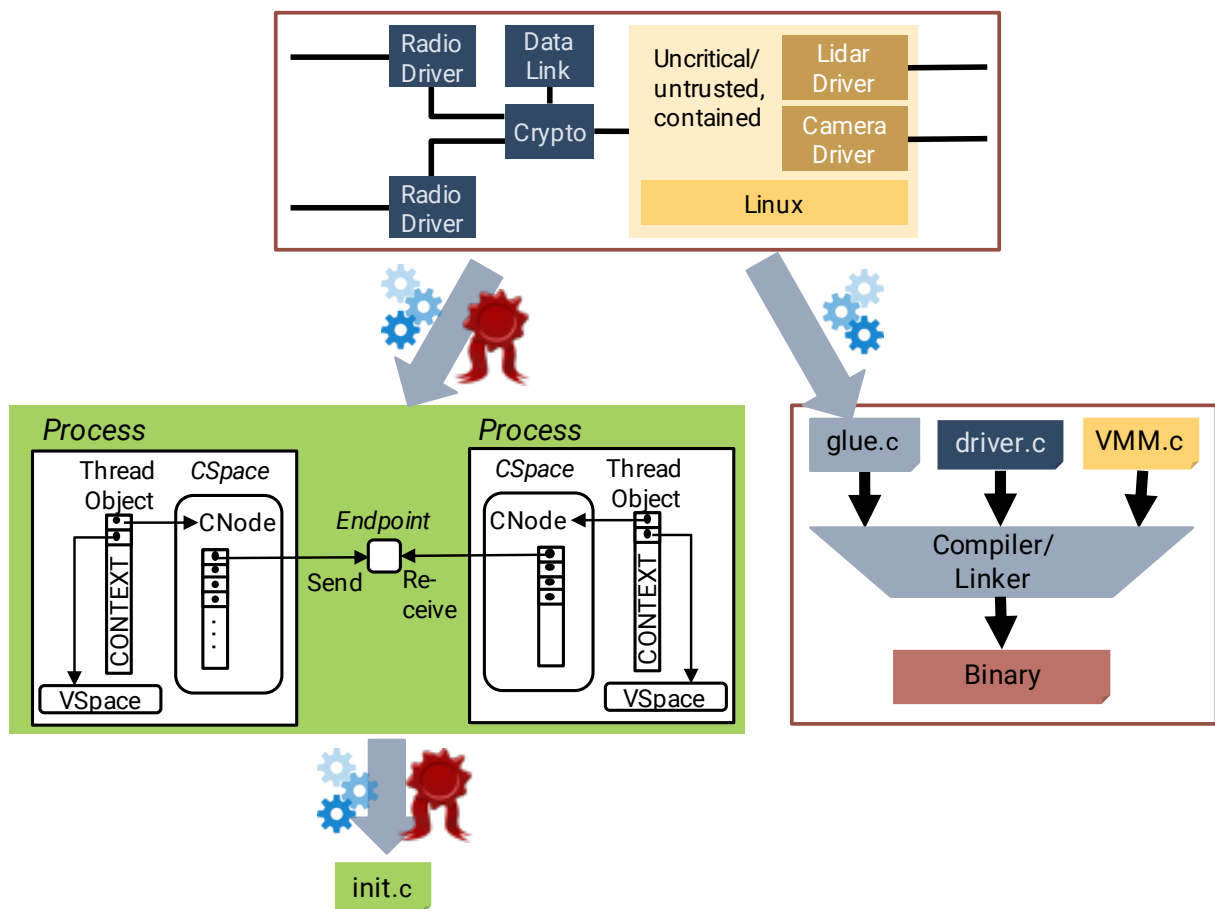 Radio
Driver
Data
Link
Crypto
Radio
Driver
Uncritical/
untrusted,
contained
Lidar
Driver
Camera
Driver
Linux
Process
Thread
Object
CSpace
CNode
CONTEXT
. . . .
VSpace
Endpoint
Send
Re-
ceive
Process
CSpace
Thread
Object
CNode
CONTEXT
VSpace
glue.c
driver.c
VMM.c
Compiler/
Linker
Binary
init.c